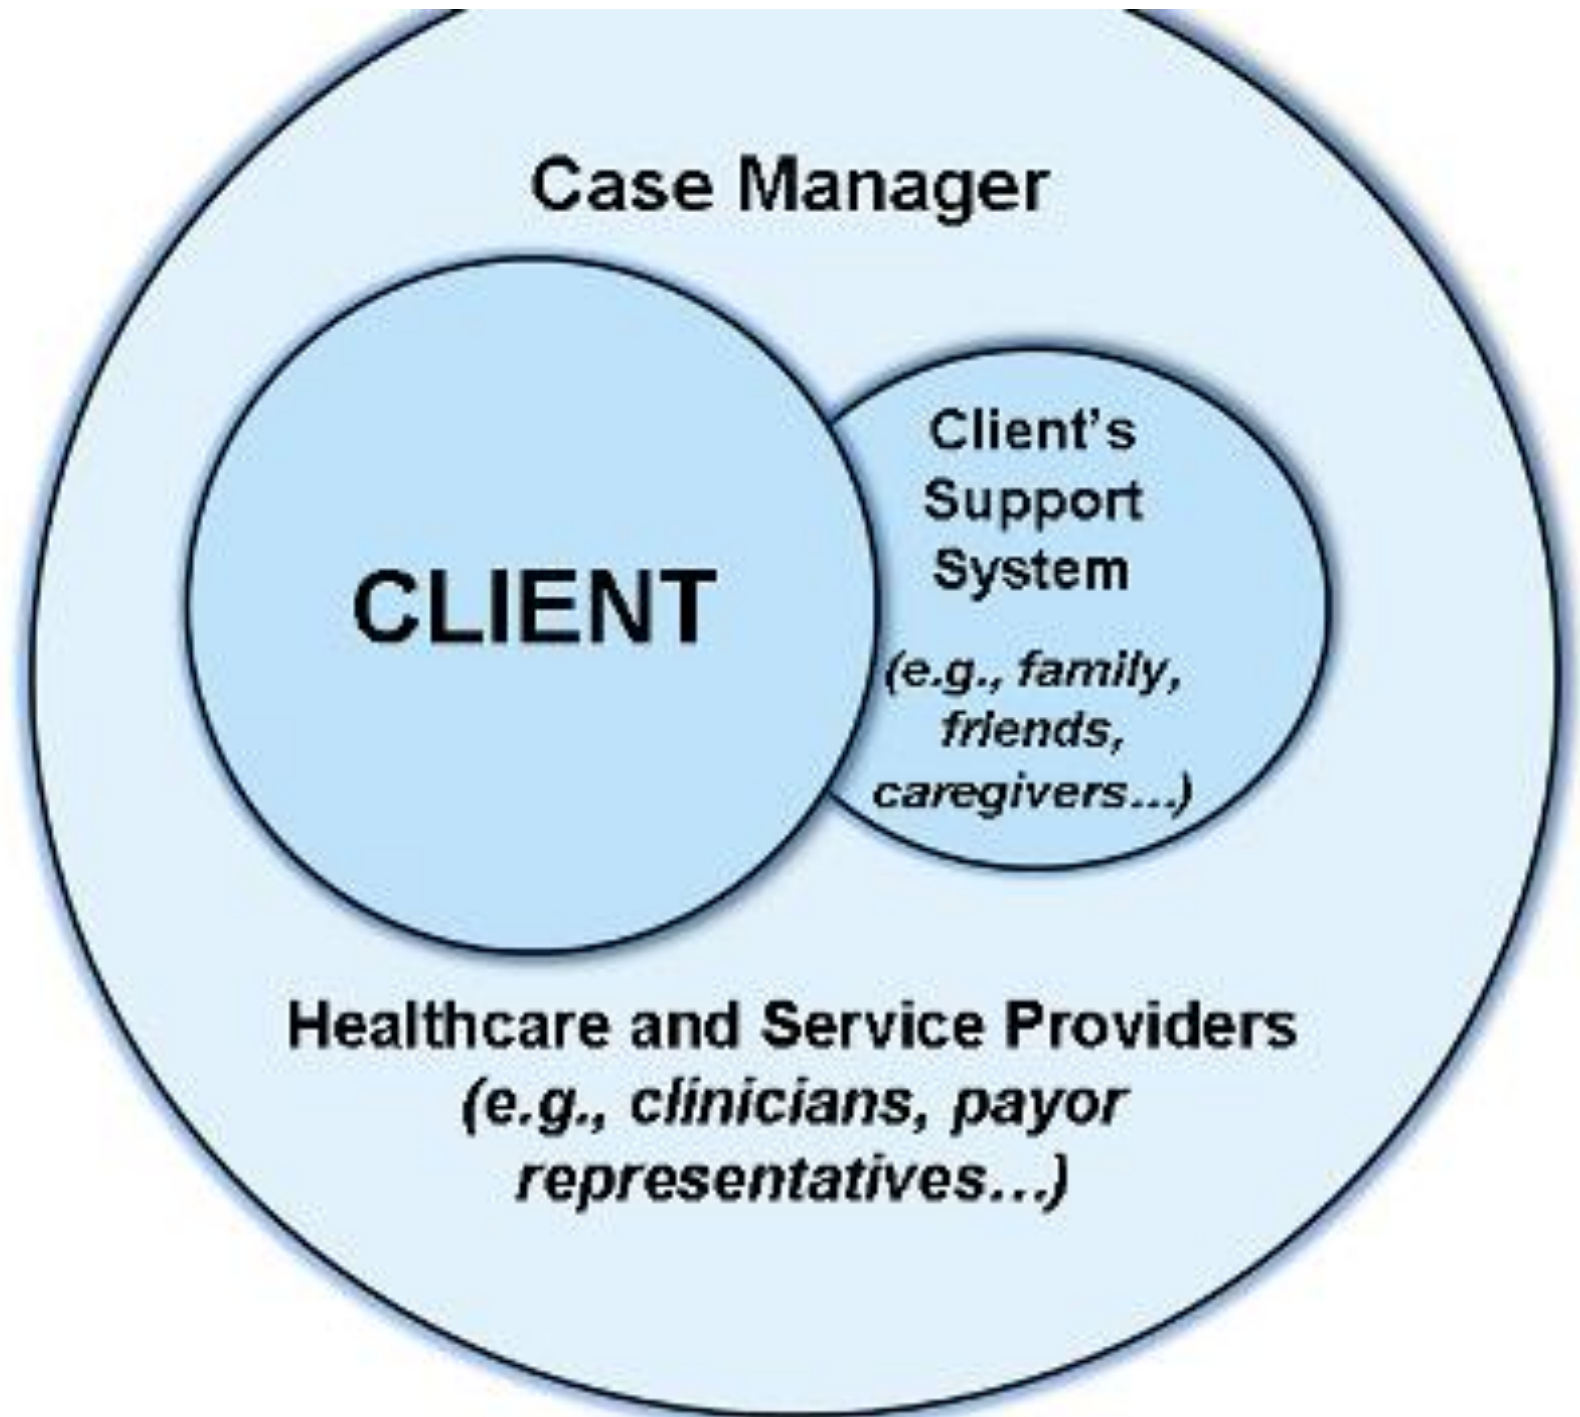 Case Manager
CLIENT
Client's
Support
System
(e.g., family,
friends,
caregivers...)
Healthcare and Service Providers
(e.g., clinicians, payor
representatives...)